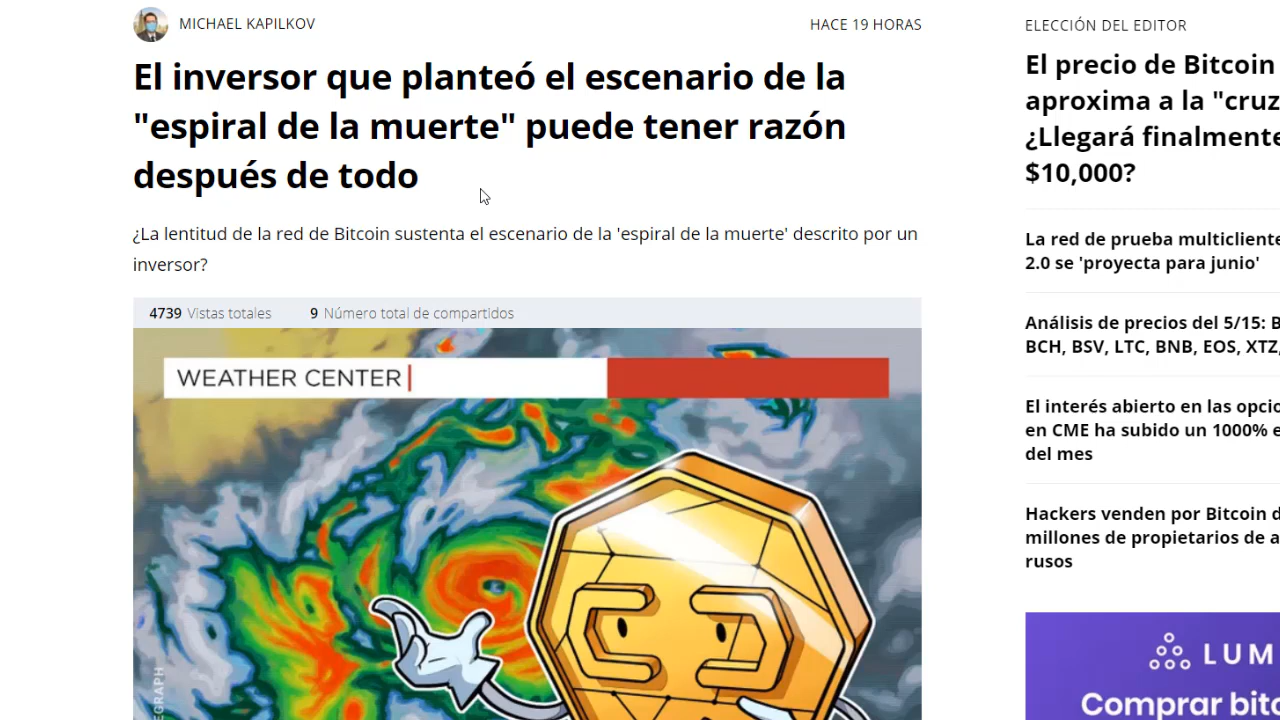 MICHAEL KAPILKOV
HACE 19 HORAS
El inversor que planteó el escenario de la
"espiral de la muerte" puede tener razón
después de todo
¿La lentitud de la red de Bitcoin sustenta el escenario de la 'espiral de la muerte' descrito por un
inversor?
4739 Vistas totales
9 Número total de compartidos
WEATHER CENTER
ELECCIÓN DEL EDITOR
El precio de Bitcoin
aproxima a la "cruz
¿Llegará finalmente
$10,000?
La red de prueba multicliente
2.0 se 'proyecta para junio'
Análisis de precios del 5/15: B
BCH, BSV, LTC, BNB, EOS, XTZ,
El interés abierto en las opcio
en CME ha subido un 1000% e
del mes
Hackers venden por Bitcoin d
millones de propietarios de a
rusos
LUM
Comprar bitc
EGRAPH